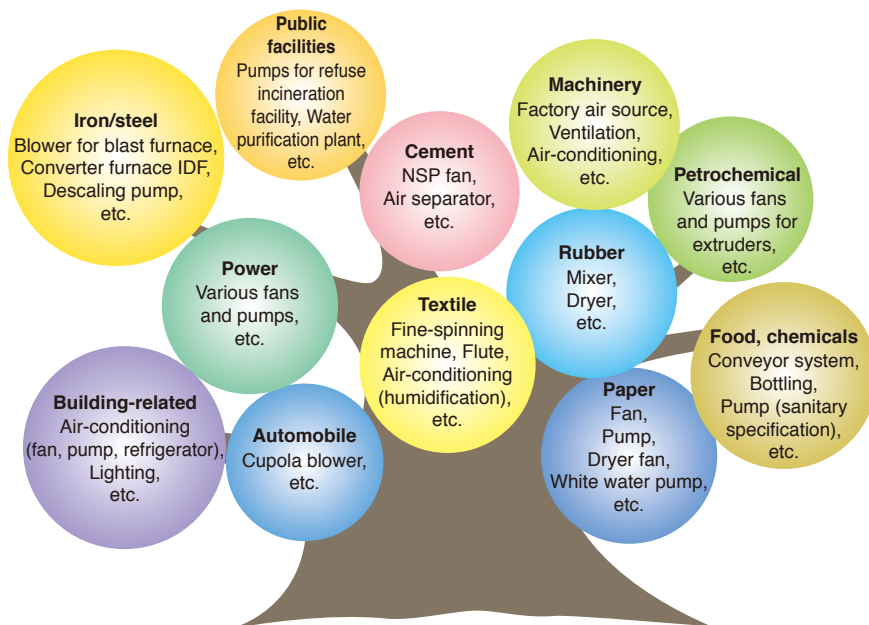 Public
facilities
Pumps for refuse
incineration
facility, Water
purification plant,
etc.
Machinery
Factory air source,
Ventilation,
Air-conditioning,
etc.
Iron/steel
Blower for blast furnace,
Converter furnace IDF,
Descaling pump,
etc.
Cement
NSP fan,
Air separator,
etc.
Petrochemical
Various fans
and pumps for
extruders,
etc.
Power
Various fans
and pumps,
etc.
Rubber
Mixer,
Dryer,
etc.
Textile
Fine-spinning
machine, Flute,
Air-conditioning
(humidification),
etc.
Food, chemicals
Conveyor system,
Bottling,
Pump (sanitary
specification),
etc.
Building-related
Air-conditioning
(fan, pump, refrigerator),
Lighting,
etc.
Automobile
Cupola blower,
etc.
Paper
Fan,
Pump,
Dryer fan,
White water pump,
etc.